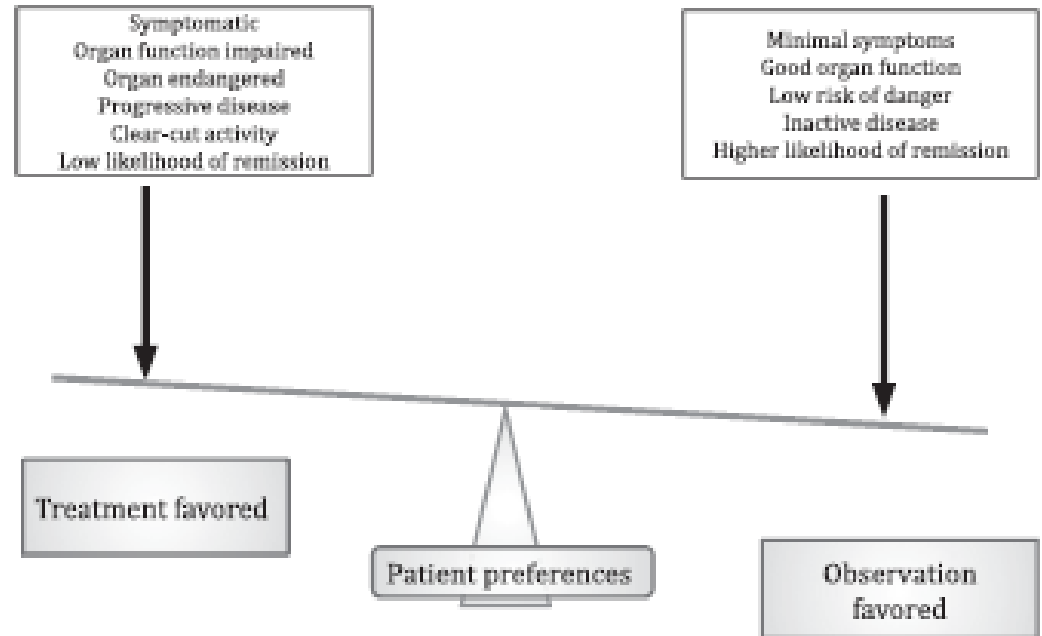 Symptomatic
Organ function impaired
Organ endangered
Progressive disease
Clear-cut activity
Low likelihood of remission
Minimal symptoms
Good organ function
Low risk of danger
Inactive disease
Higher likelihood of remission
Treatment favored
Patient preferences
Observation
favored